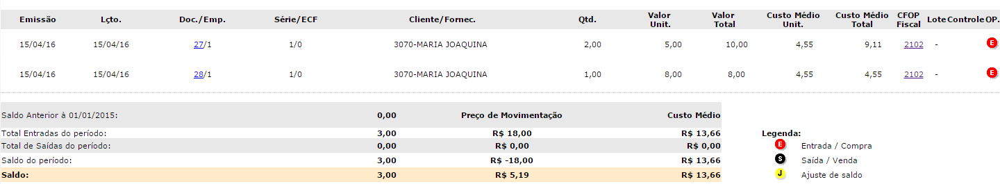 Emissão Lçto. Doc./Emp. Série/ECF Cliente/Fornec. Qtd. Valor Unit. Valor Total Custo Médio Unit. Custo Médio Total CFOP Fiscal Lote Controle OP.
15/04/16 15/04/16 27/1 1/0 3070-MARIA JOAQUINA 2,00 5,00 10,00 4,55 9,11 2102 - E
15/04/16 15/04/16 28/1 1/0 3070-MARIA JOAQUINA 1,00 8,00 8,00 4,55 4,55 2102 - E
Saldo Anterior à 01/01/2015: 0,00 Preço de Movimentação Custo Médio
Total Entradas do período: 3,00 R$ 18,00 R$ 13,66 Legenda:
Total de Saídas do período: 0,00 R$ 0,00 R$ 0,00 E Entrada / Compra
Saldo do período: 3,00 R$ -18,00 R$ 13,66 S Saída / Venda
Saldo: 3,00 R$ 5,19 R$ 13,66 J Ajuste de saldo